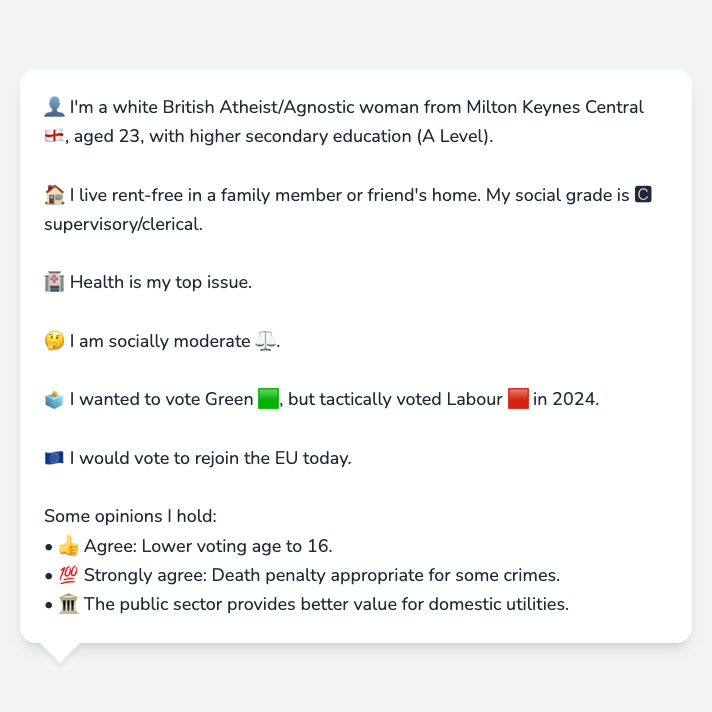 👤 I'm a white British Atheist/Agnostic woman from Milton Keynes Central
🏴󠁧󠁢󠁥󠁮󠁧󠁿, aged 23, with higher secondary education (A Level).
🏠 I live rent-free in a family member or friend's home. My social grade is C
supervisory/clerical.
🏥 Health is my top issue.
🤔 I am socially moderate ⚖️.
🗳️ I wanted to vote Green 🟩, but tactically voted Labour 🟥 in 2024.
🇪🇺 I would vote to rejoin the EU today.
Some opinions I hold:
• 👍 Agree: Lower voting age to 16.
• 💯 Strongly agree: Death penalty appropriate for some crimes.
• 🏛️ The public sector provides better value for domestic utilities.